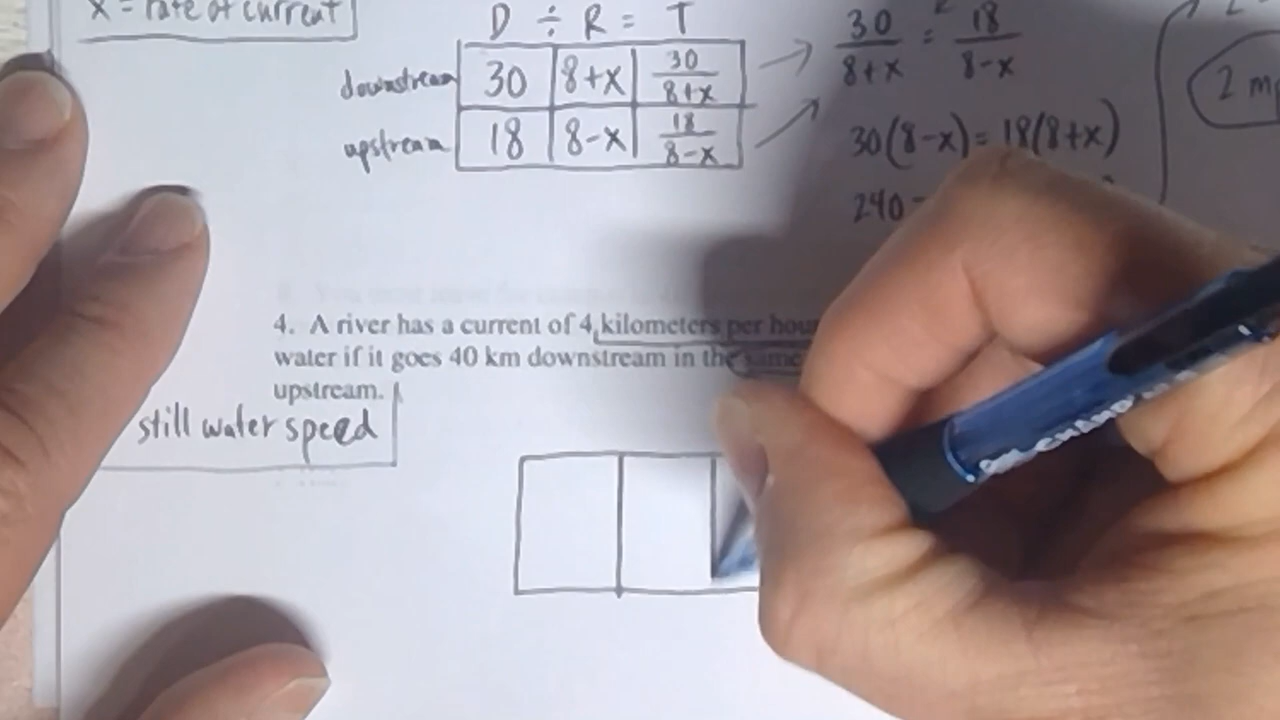 x = rate of current
D ÷ R = T
downstream 30 8+x 30/8+x
upstream 18 8-x 18/8-x
30/8+x = 18/8-x
30(8-x) = 18(8+x)
240 -
2 m
4. A river has a current of 4 kilometers per hour
water if it goes 40 km downstream in the same
upstream.
still water speed